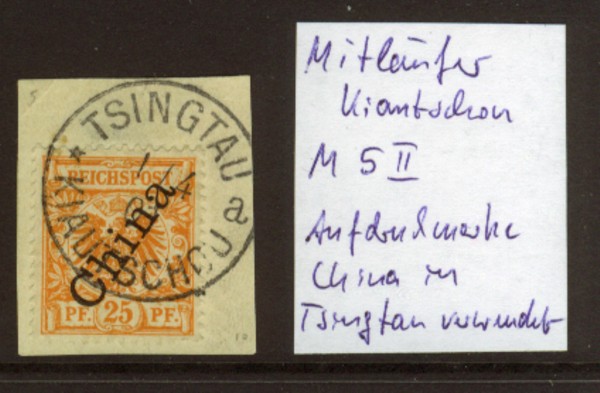 TSINGTAU
a
KIAUTSCHOU
REICHSPOST
China
PF. 25 PF.
Mitläufer
Kiautschou
M 5 II
Aufdruckmarke
China in
Tsingtau verwendet